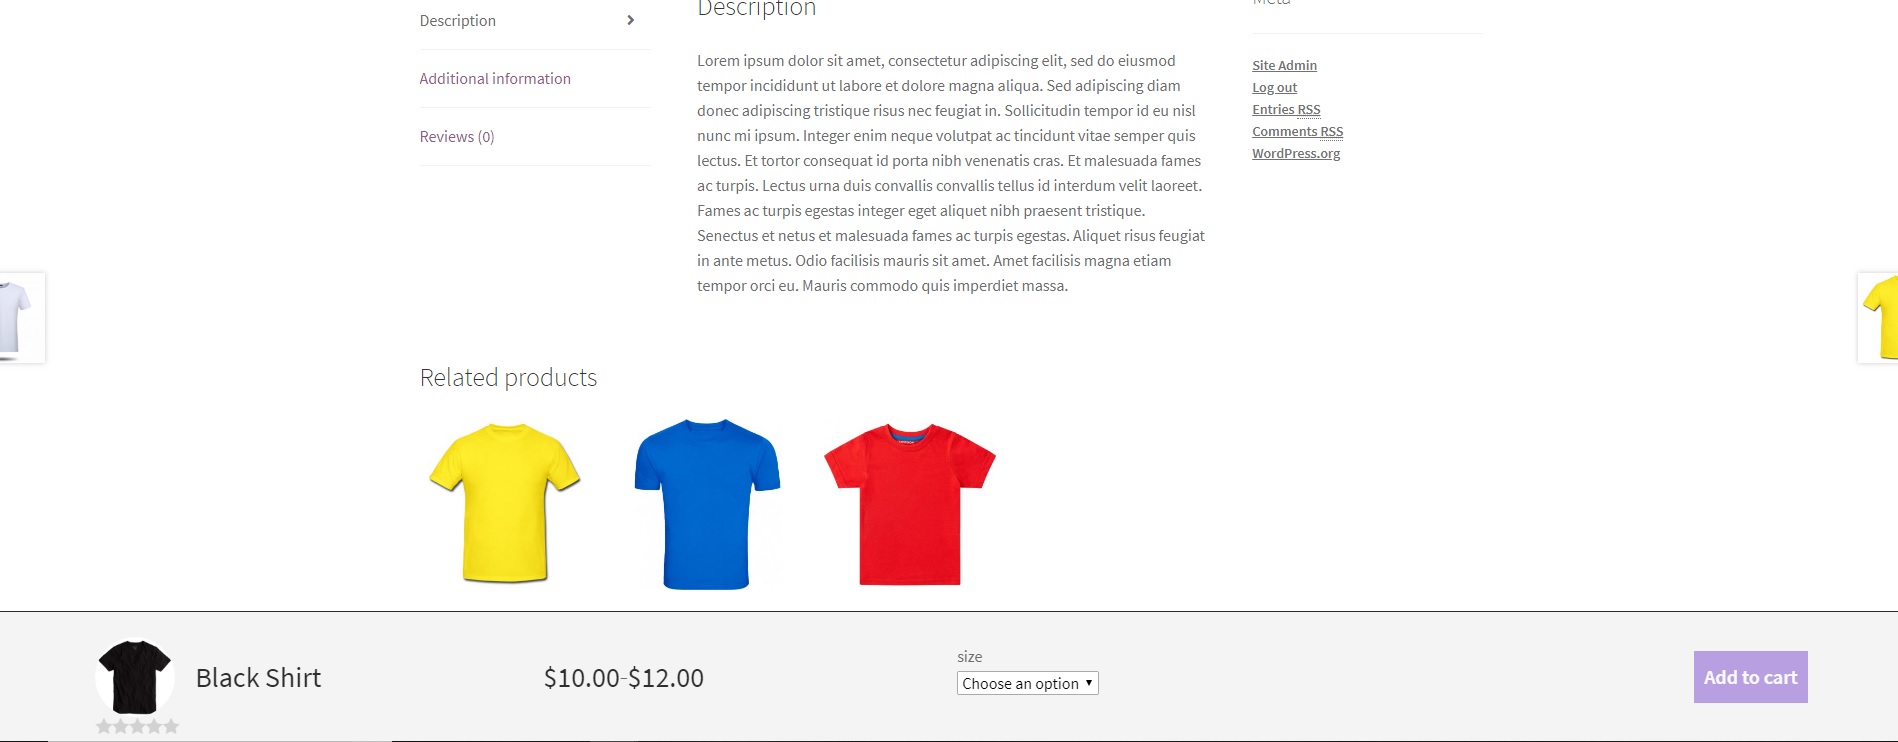 Description
Additional information
Reviews (0)
Description
Lorem ipsum dolor sit amet, consectetur adipiscing elit, sed do eiusmod
tempor incididunt ut labore et dolore magna aliqua. Sed adipiscing diam
donec adipiscing tristique risus nec feugiat in. Sollicitudin tempor id eu nisl
nunc mi ipsum. Integer enim neque volutpat ac tincidunt vitae semper quis
lectus. Et tortor consequat id porta nibh venenatis cras. Et malesuada fames
ac turpis. Lectus urna duis convallis convallis tellus id interdum velit laoreet.
Fames ac turpis egestas integer eget aliquet nibh praesent tristique.
Senectus et netus et malesuada fames ac turpis egestas. Aliquet risus feugiat
in ante metus. Odio facilisis mauris sit amet. Amet facilisis magna etiam
tempor orci eu. Mauris commodo quis imperdiet massa.
Meta
Site Admin
Log out
Entries RSS
Comments RSS
WordPress.org
Related products
Black Shirt
$10.00-$12.00
size
Choose an option
Add to cart